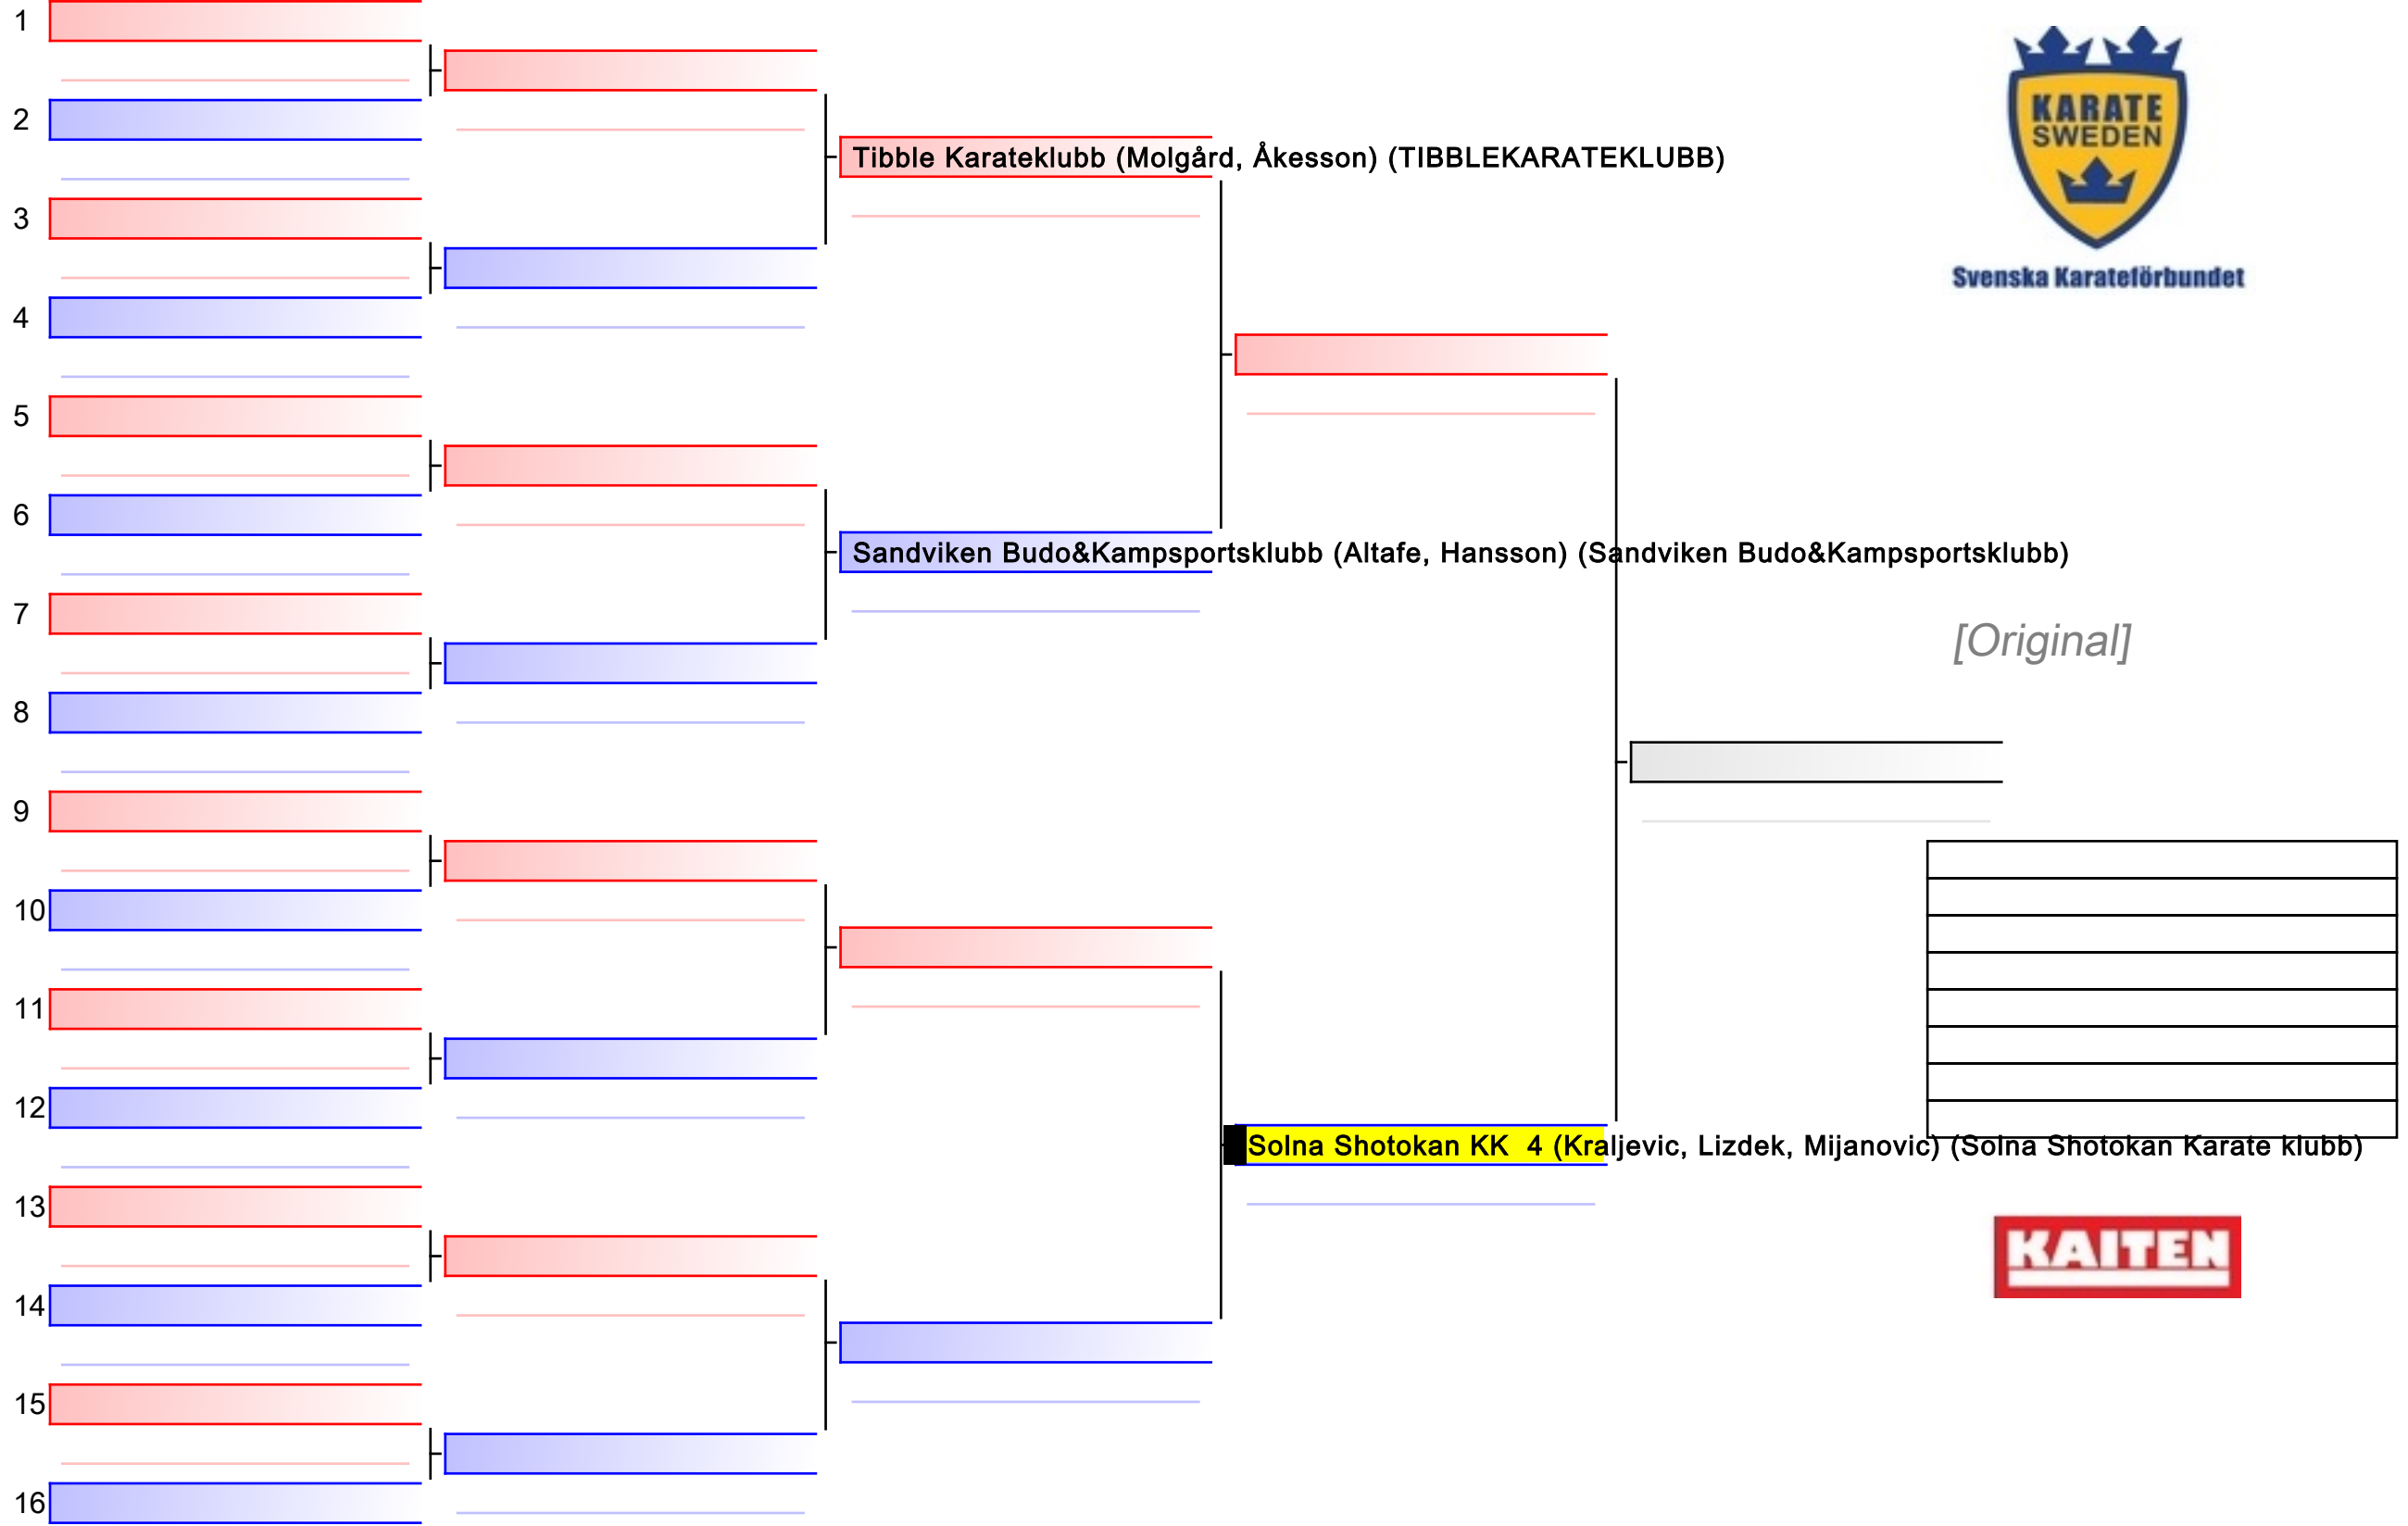 1
2
Tibble Karateklubb (Molgård, Åkesson) (TIBBLEKARATEKLUBB)
KARATE
SWEDEN
Svenska Karateförbundet
3
4
5
6
Sandviken Budo&Kampsportsklubb (Altafe, Hansson) (Sandviken Budo&Kampsportsklubb)
[Original]
7
8
9
10
11
12
Solna Shotokan KK  4 (Kraljevic, Lizdek, Mijanovic) (Solna Shotokan Karate klubb)
13
KAITEN
14
15
16